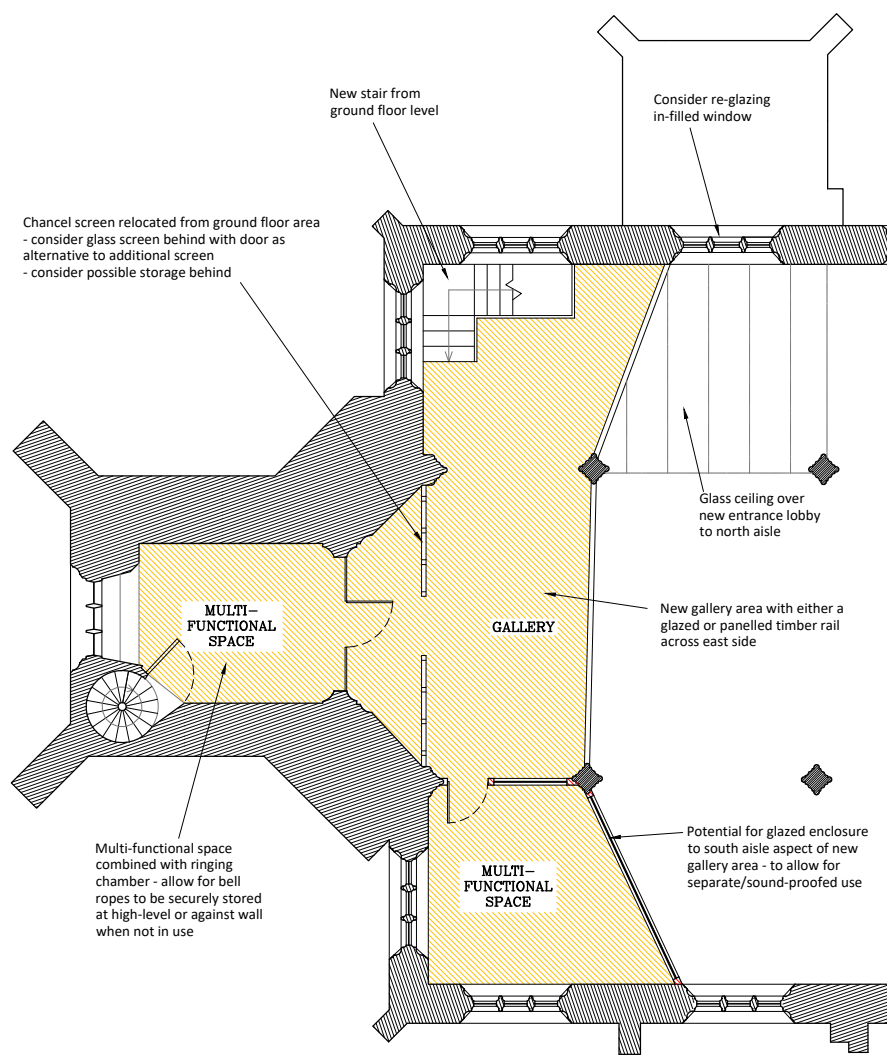 New stair from
ground floor level
Consider re-glazing
in-filled window
Chancel screen relocated from ground floor area
- consider glass screen behind with door as
alternative to additional screen
- consider possible storage behind
Glass ceiling over
new entrance lobby
to north aisle
MULTI-
FUNCTIONAL
SPACE
GALLERY
New gallery area with either a
glazed or panelled timber rail
across east side
Multi-functional space
combined with ringing
chamber - allow for bell
ropes to be securely stored
at high-level or against wall
when not in use
MULTI-
FUNCTIONAL
SPACE
Potential for glazed enclosure
to south aisle aspect of new
gallery area - to allow for
separate/sound-proofed use